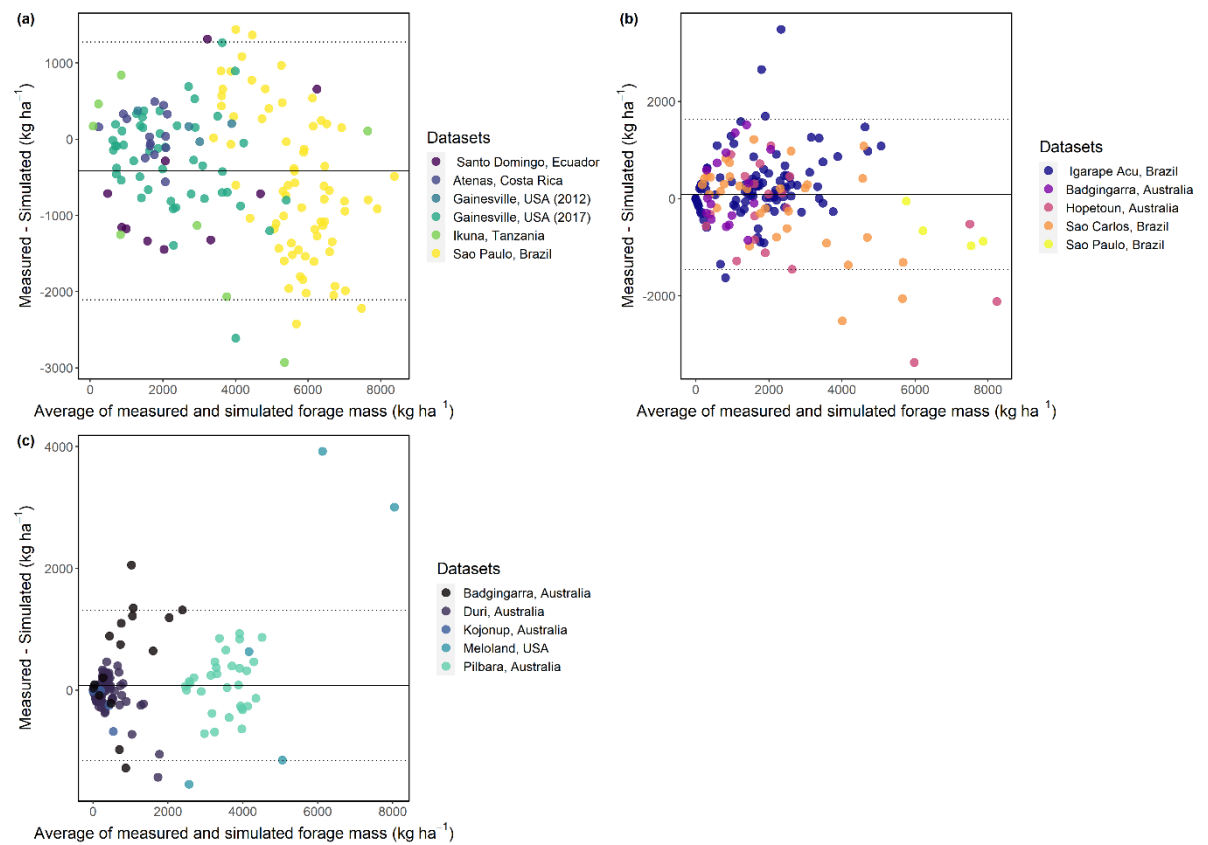 (a)
Measured - Simulated (kg ha⁻¹)
1000
0
-1000
-2000
-3000
0 2000 4000 6000 8000
Average of measured and simulated forage mass (kg ha ⁻¹)
Datasets
Santo Domingo, Ecuador
Atenas, Costa Rica
Gainesville, USA (2012)
Gainesville, USA (2017)
Ikuna, Tanzania
Sao Paulo, Brazil
(b)
Measured - Simulated (kg ha⁻¹)
2000
0
-2000
0 2000 4000 6000 8000
Average of measured and simulated forage mass (kg ha ⁻¹)
Datasets
Igarape Acu, Brazil
Badgingarra, Australia
Hopetoun, Australia
Sao Carlos, Brazil
Sao Paulo, Brazil
(c)
Measured - Simulated (kg ha⁻¹)
4000
2000
0
0 2000 4000 6000 8000
Average of measured and simulated forage mass (kg ha ⁻¹)
Datasets
Badgingarra, Australia
Duri, Australia
Kojonup, Australia
Meloland, USA
Pilbara, Australia